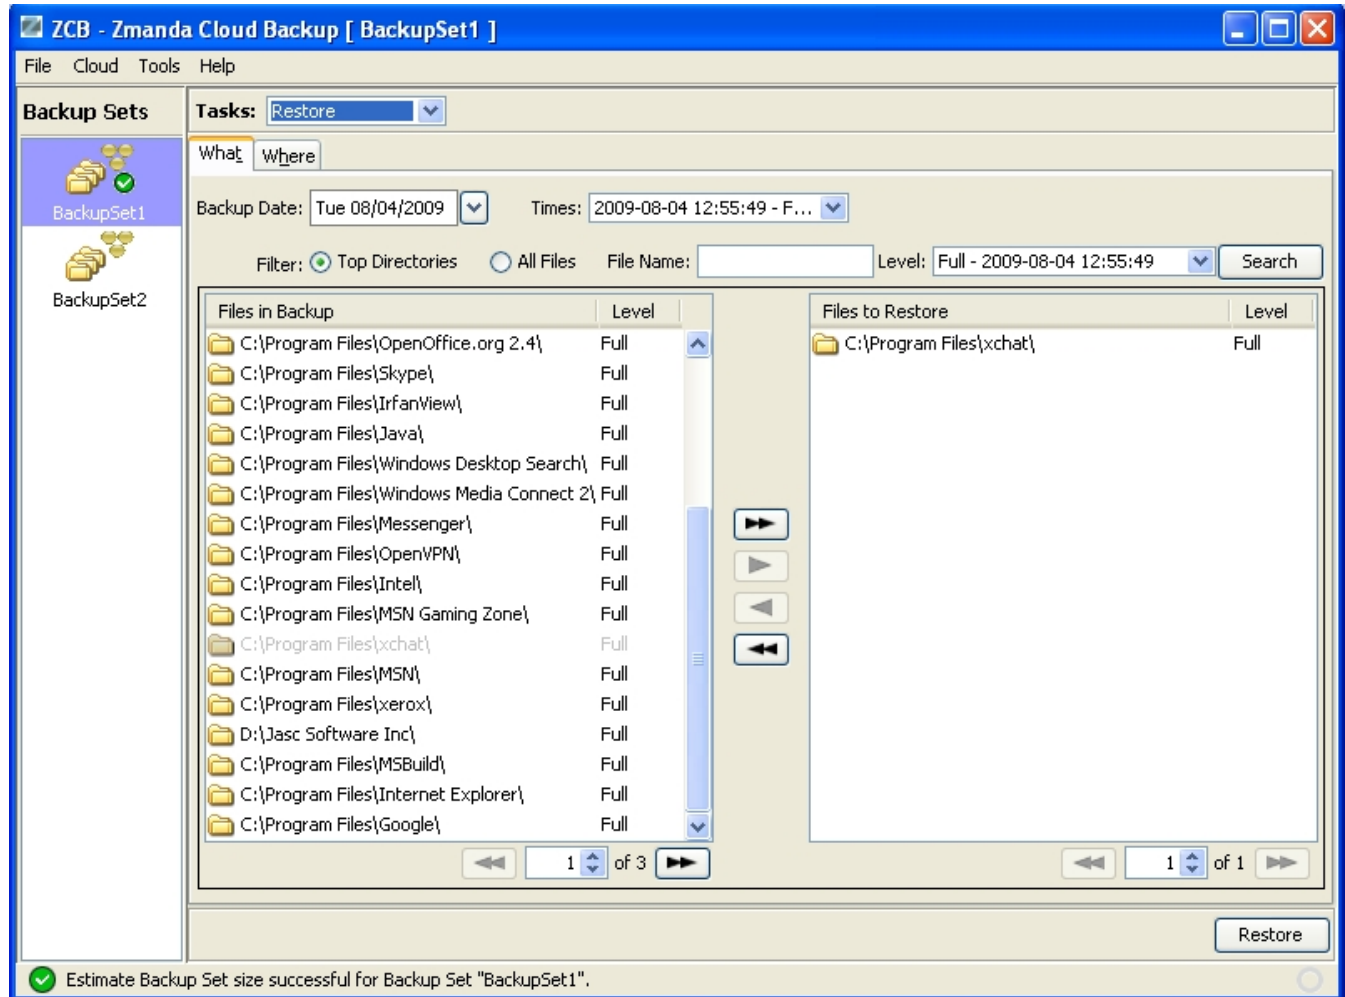 ZCB - Zmanda Cloud Backup [ BackupSet1 ]
File Cloud Tools Help
Backup Sets
BackupSet1
BackupSet2
Tasks: Restore
What Where
Backup Date: Tue 08/04/2009 Times: 2009-08-04 12:55:49 - F...
Filter: Top Directories All Files File Name: Level: Full - 2009-08-04 12:55:49 Search
Files in Backup Level
C:\Program Files\OpenOffice.org 2.4\ Full
C:\Program Files\Skype\ Full
C:\Program Files\IrfanView\ Full
C:\Program Files\Java\ Full
C:\Program Files\Windows Desktop Search\ Full
C:\Program Files\Windows Media Connect 2\ Full
C:\Program Files\Messenger\ Full
C:\Program Files\OpenVPN\ Full
C:\Program Files\Intel\ Full
C:\Program Files\MSN Gaming Zone\ Full
C:\Program Files\xchat\ Full
C:\Program Files\MSN\ Full
C:\Program Files\xerox\ Full
D:\Jasc Software Inc\ Full
C:\Program Files\MSBuild\ Full
C:\Program Files\Internet Explorer\ Full
C:\Program Files\Google\ Full
1 of 3
Files to Restore Level
C:\Program Files\xchat\ Full
1 of 1
Restore
Estimate Backup Set size successful for Backup Set "BackupSet1".